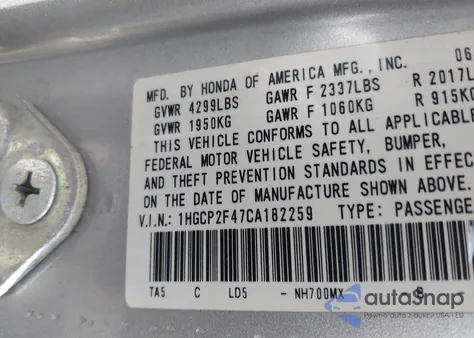 MFD. BY HONDA OF AMERICA MFG., INC. 06
GVWR 4299LBS GAWR F 2337LBS R 2017L
GVWR 1950KG GAWR F 1060KG R 915KG
THIS VEHICLE CONFORMS TO ALL APPLICABLE
FEDERAL MOTOR VEHICLE SAFETY, BUMPER,
AND THEFT PREVENTION STANDARDS IN EFFEC
ON THE DATE OF MANUFACTURE SHOWN ABOVE.
V.I.N.: 1HGCP2F47CA182259 TYPE: PASSENGE
TA5 C LD5 - NH700MX B
autosnap